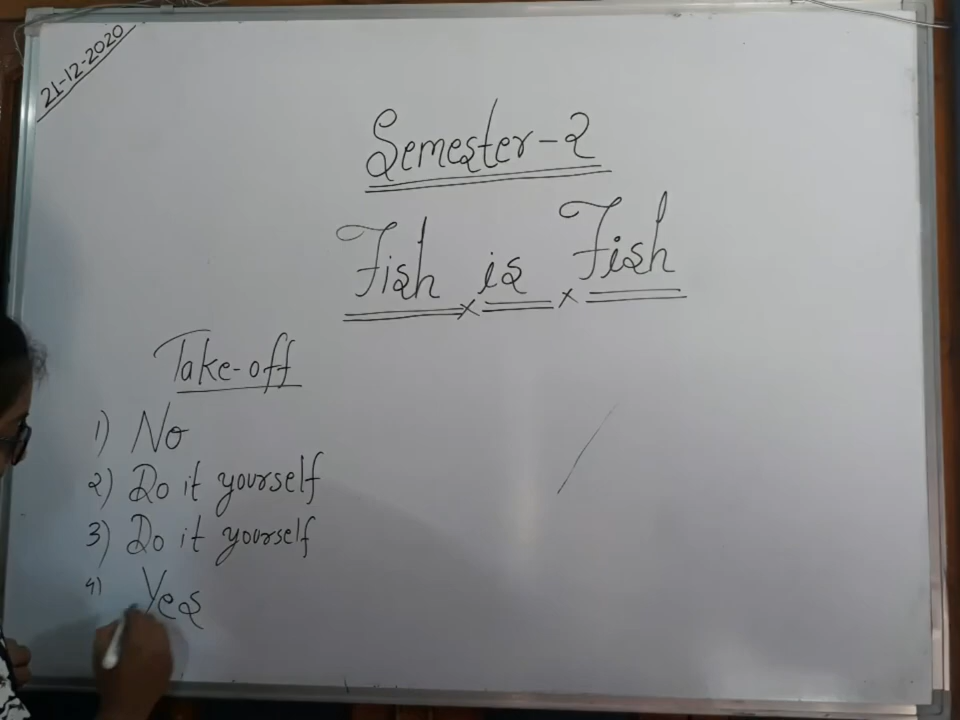 21-12-2020
Semester-2
Fish is Fish
Take-off
1) No
2) Do it yourself
3) Do it yourself
4) Yes